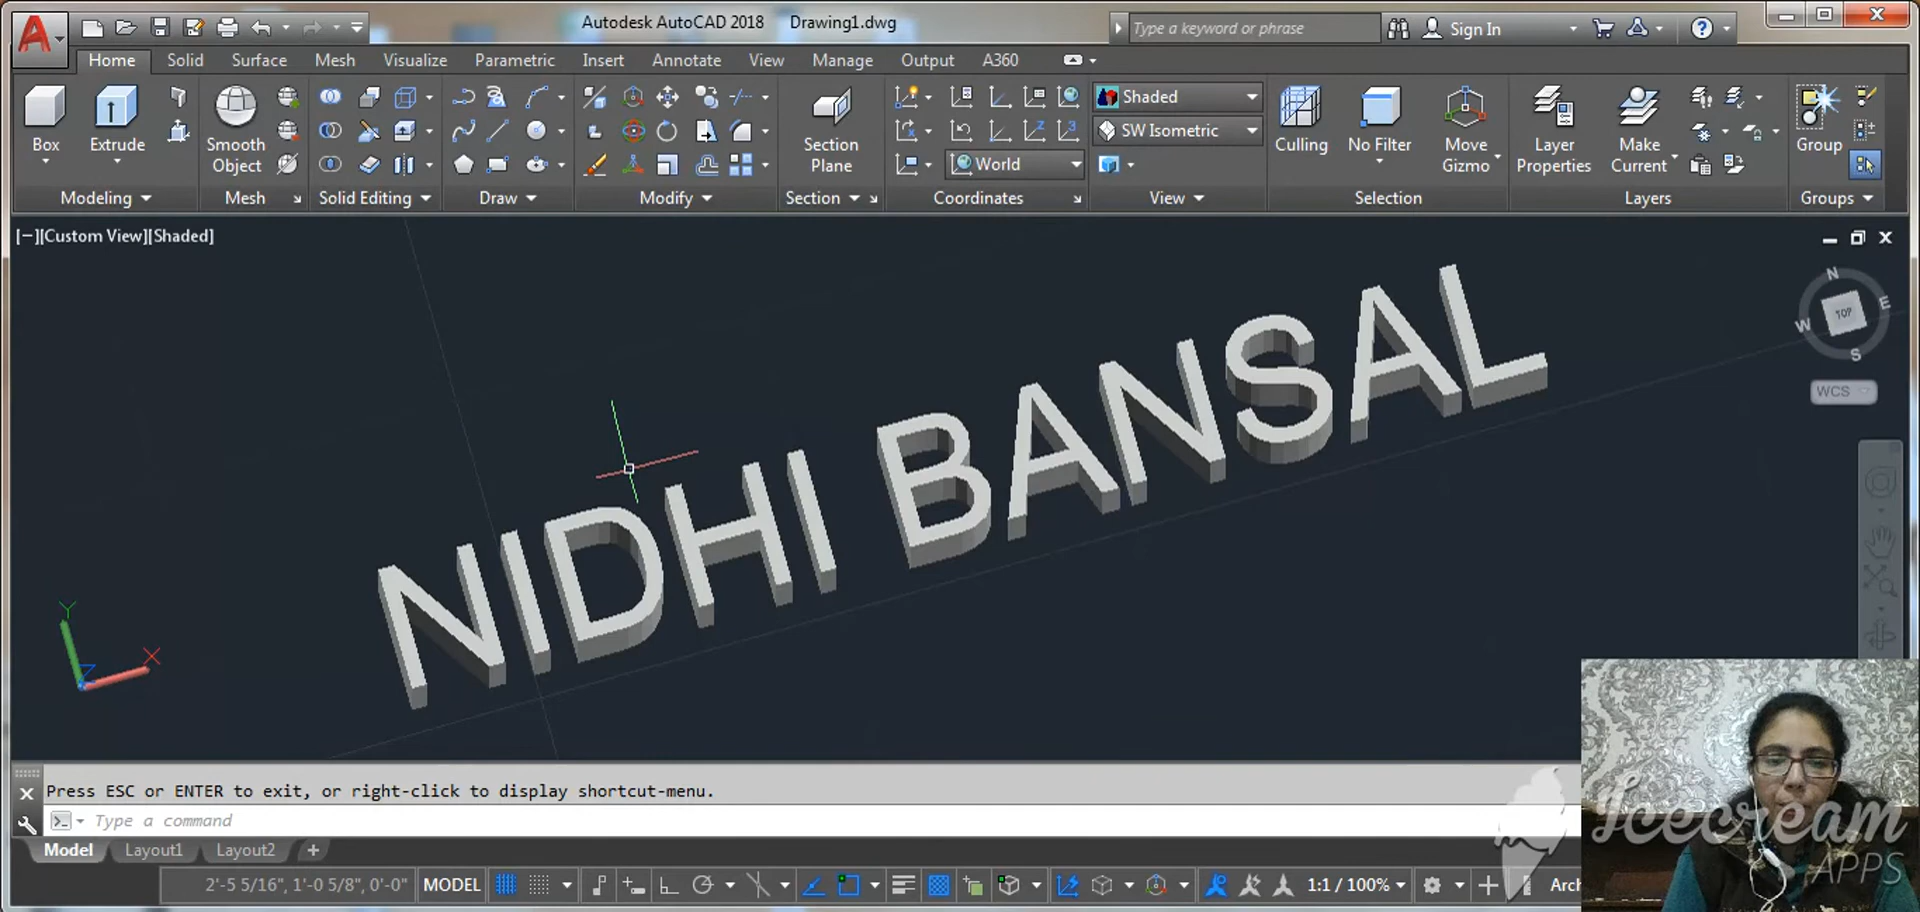 Autodesk AutoCAD 2018 Drawing1.dwg
Type a keyword or phrase
Sign In
Home Solid Surface Mesh Visualize Parametric Insert Annotate View Manage Output A360
Box
Extrude
Smooth Object
Section Plane
Shaded
SW Isometric
World
Culling
No Filter
Move Gizmo
Layer Properties
Make Current
Group
Modeling Mesh Solid Editing Draw Modify Section Coordinates View Selection Layers Groups
[−][Custom View][Shaded]
N
W TOP E
S
WCS
NIDHI BANSAL
Y
Z X
Press ESC or ENTER to exit, or right-click to display shortcut-menu.
Type a command
Model Layout1 Layout2 +
2'-5 5/16", 1'-0 5/8", 0'-0" MODEL 1:1 / 100% Arc
Icecream
APPS